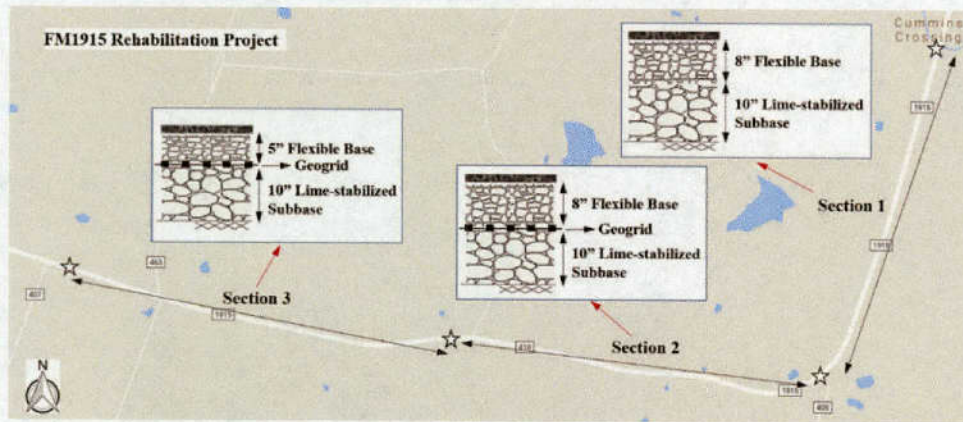 FM1915 Rehabilitation Project
Cummins
Crossing
8” Flexible Base
10” Lime-stabilized
Subbase
1915
Section 1
5” Flexible Base
Geogrid
10” Lime-stabilized
Subbase
8” Flexible Base
Geogrid
10” Lime-stabilized
Subbase
1915
463
407
Section 3
1915
Section 2
1915
N